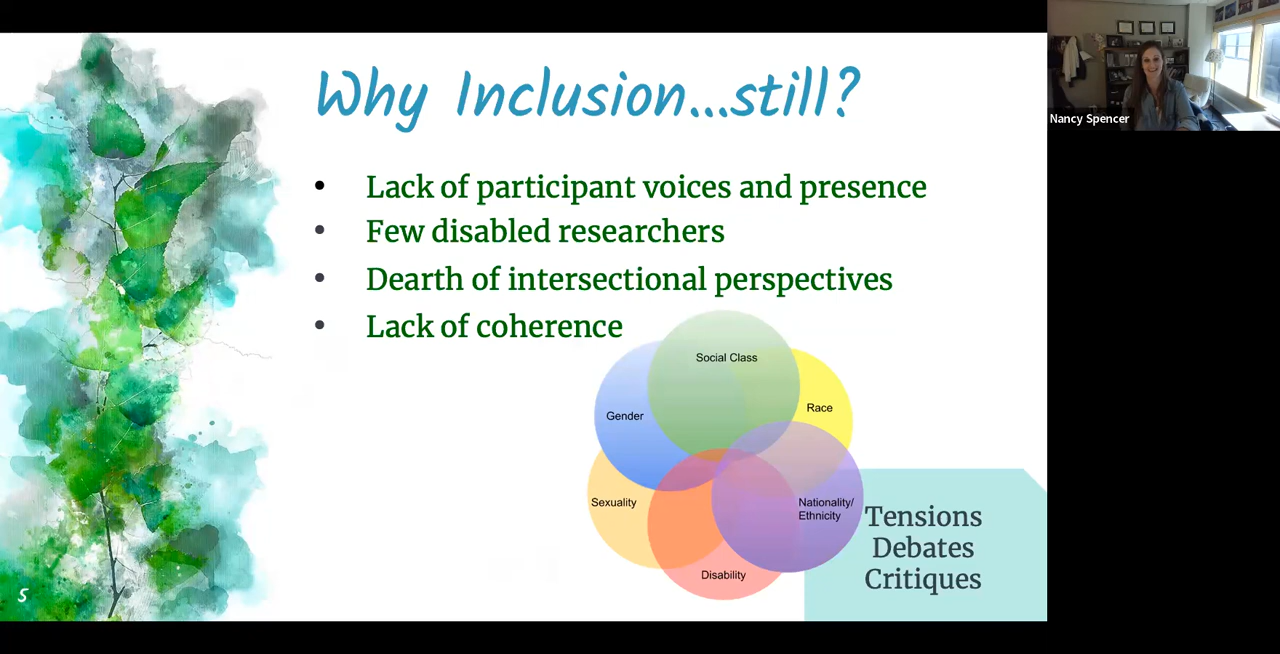 Why Inclusion...still?
• Lack of participant voices and presence
• Few disabled researchers
• Dearth of intersectional perspectives
• Lack of coherence
Social Class
Gender
Race
Sexuality
Nationality/
Ethnicity
Disability
Tensions
Debates
Critiques
5
Nancy Spencer